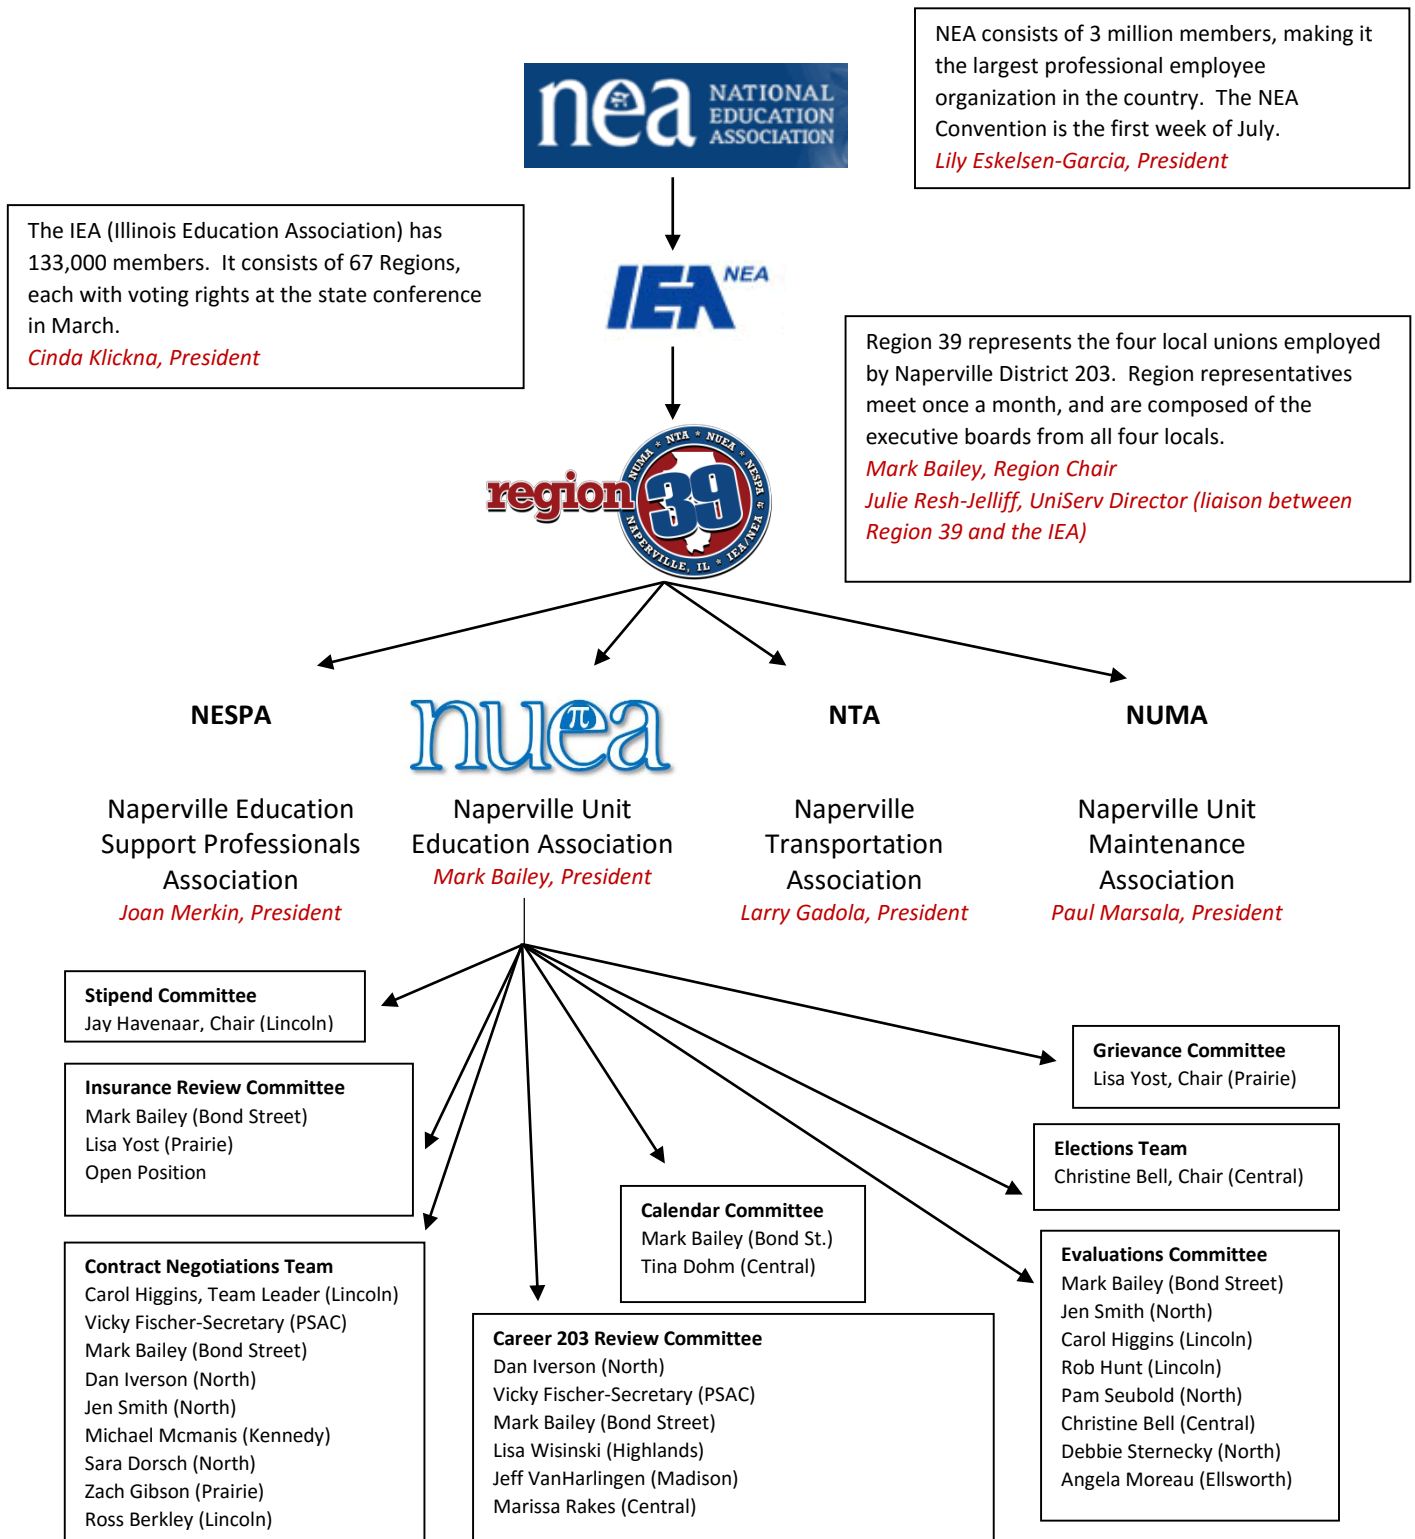 NEA consists of 3 million members, making it
the largest professional employee
organization in the country. The NEA
Convention is the first week of July.
Lily Eskelsen-Garcia, President
nea NATIONAL
EDUCATION
ASSOCIATION
The IEA (Illinois Education Association) has
133,000 members. It consists of 67 Regions,
each with voting rights at the state conference
in March.
Cinda Klickna, President
IEA NEA
Region 39 represents the four local unions employed
by Naperville District 203. Region representatives
meet once a month, and are composed of the
executive boards from all four locals.
Mark Bailey, Region Chair
Julie Resh-Jelliff, UniServ Director (liaison between
Region 39 and the IEA)
region 39
NUMA * NTA * NUEA * NESPA
NAPERVILLE, IL * IEA/NEA *
NESPA
Naperville Education
Support Professionals
Association
Joan Merkin, President
nuea
π
Naperville Unit
Education Association
Mark Bailey, President
NTA
Naperville
Transportation
Association
Larry Gadola, President
NUMA
Naperville Unit
Maintenance
Association
Paul Marsala, President
Stipend Committee
Jay Havenaar, Chair (Lincoln)
Insurance Review Committee
Mark Bailey (Bond Street)
Lisa Yost (Prairie)
Open Position
Contract Negotiations Team
Carol Higgins, Team Leader (Lincoln)
Vicky Fischer-Secretary (PSAC)
Mark Bailey (Bond Street)
Dan Iverson (North)
Jen Smith (North)
Michael Mcmanis (Kennedy)
Sara Dorsch (North)
Zach Gibson (Prairie)
Ross Berkley (Lincoln)
Career 203 Review Committee
Dan Iverson (North)
Vicky Fischer-Secretary (PSAC)
Mark Bailey (Bond Street)
Lisa Wisinski (Highlands)
Jeff VanHarlingen (Madison)
Marissa Rakes (Central)
Calendar Committee
Mark Bailey (Bond St.)
Tina Dohm (Central)
Grievance Committee
Lisa Yost, Chair (Prairie)
Elections Team
Christine Bell, Chair (Central)
Evaluations Committee
Mark Bailey (Bond Street)
Jen Smith (North)
Carol Higgins (Lincoln)
Rob Hunt (Lincoln)
Pam Seubold (North)
Christine Bell (Central)
Debbie Sternecky (North)
Angela Moreau (Ellsworth)